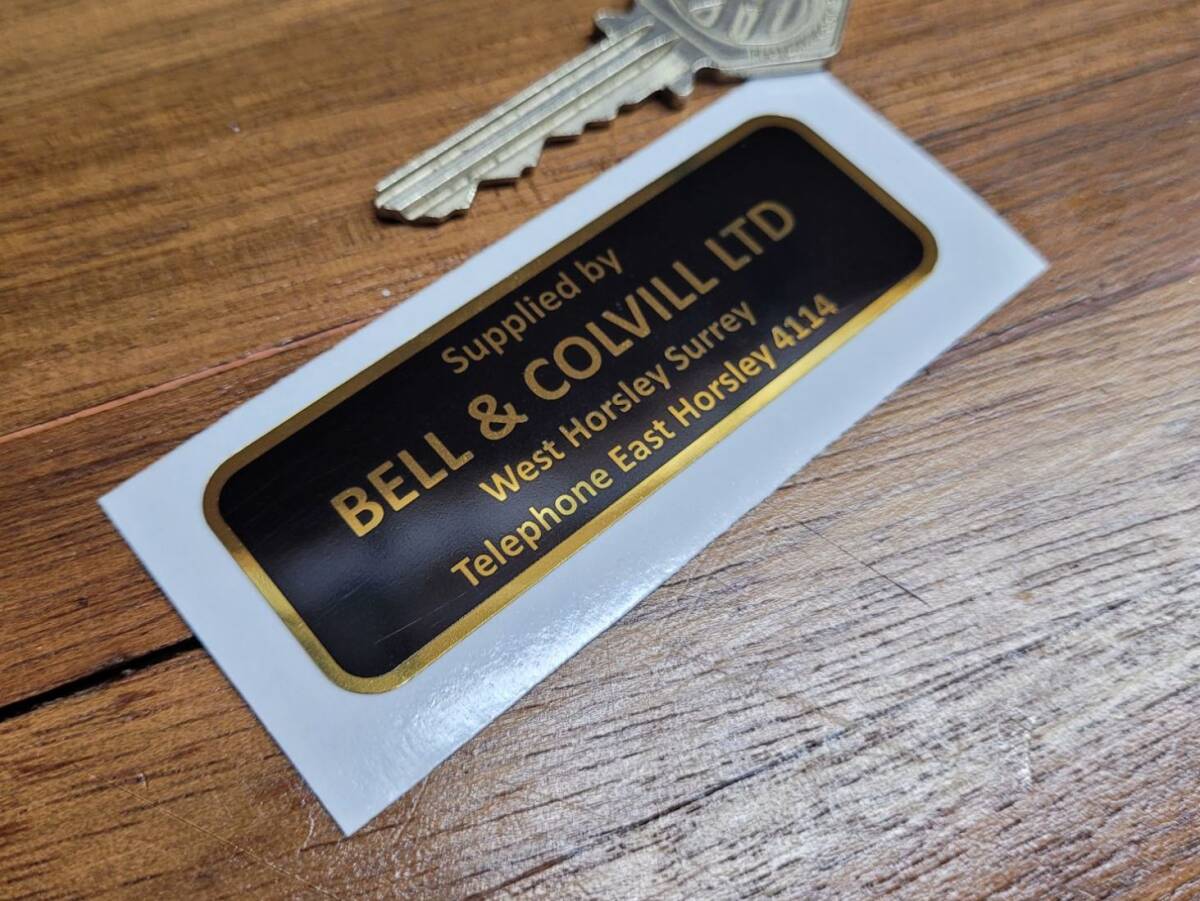 Supplied by
BELL & COLVILL LTD
West Horsley Surrey
Telephone East Horsley 4114